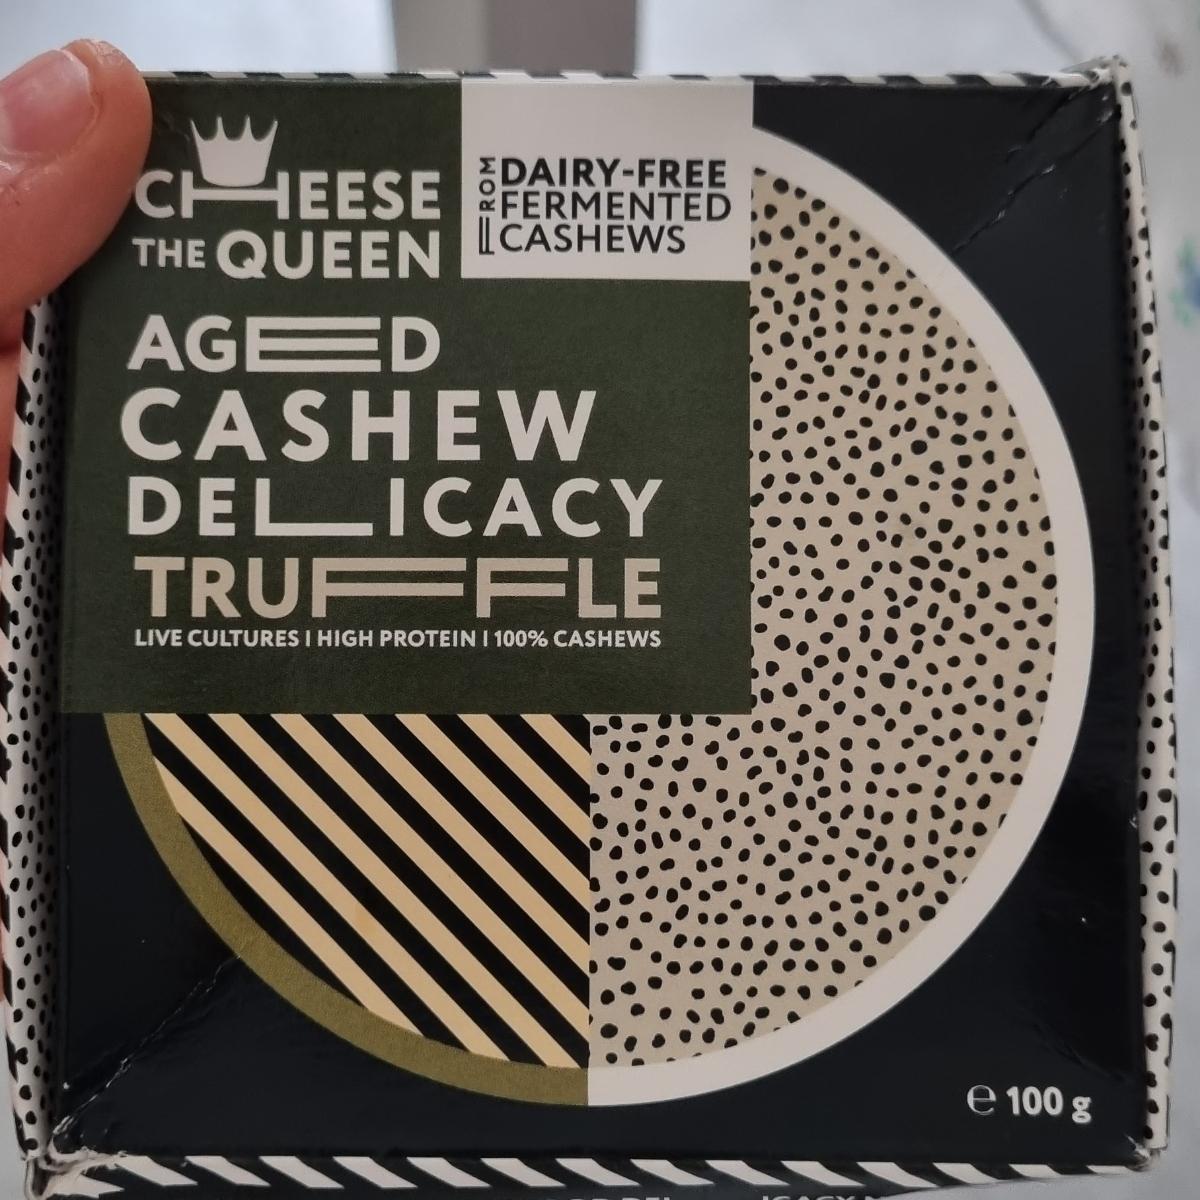 CHEESE
THE QUEEN
FROM
DAIRY-FREE
FERMENTED
CASHEWS
AGED
CASHEW
DELICACY
TRUFFLE
LIVE CULTURES | HIGH PROTEIN | 100% CASHEWS
℮ 100 g